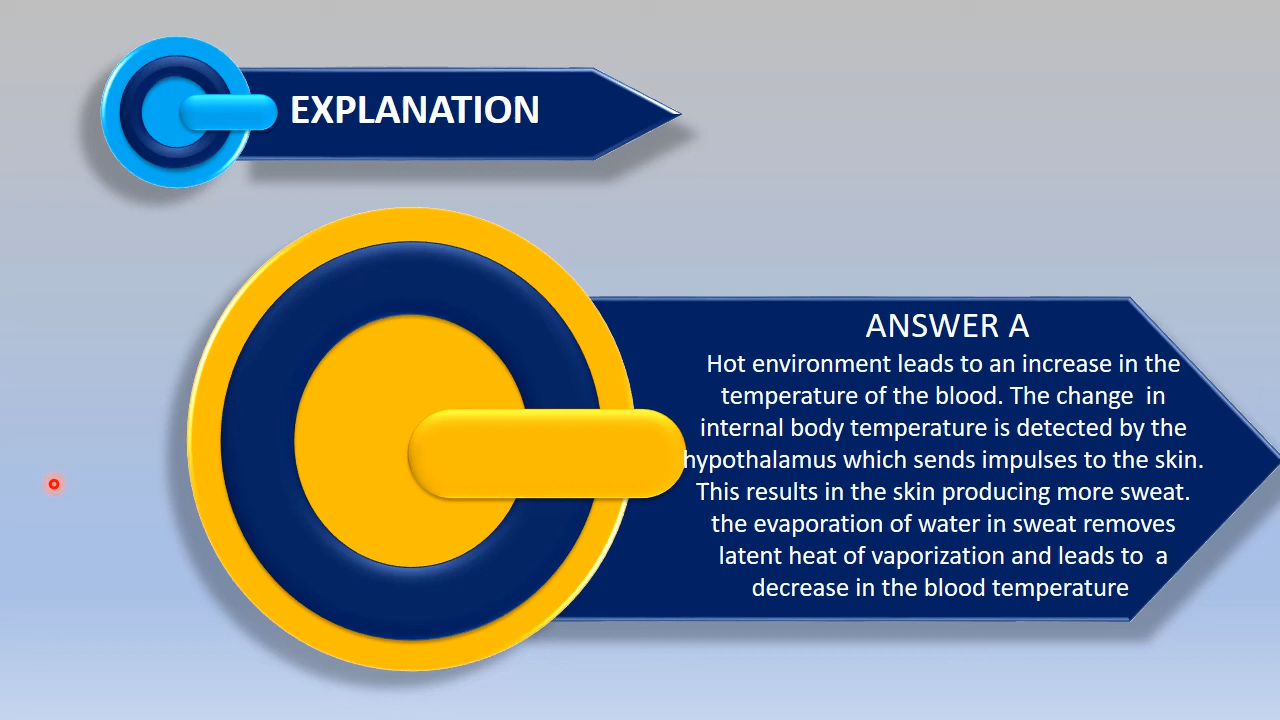 EXPLANATION
ANSWER A
Hot environment leads to an increase in the
temperature of the blood. The change  in
internal body temperature is detected by the
hypothalamus which sends impulses to the skin.
This results in the skin producing more sweat.
the evaporation of water in sweat removes
latent heat of vaporization and leads to  a
decrease in the blood temperature